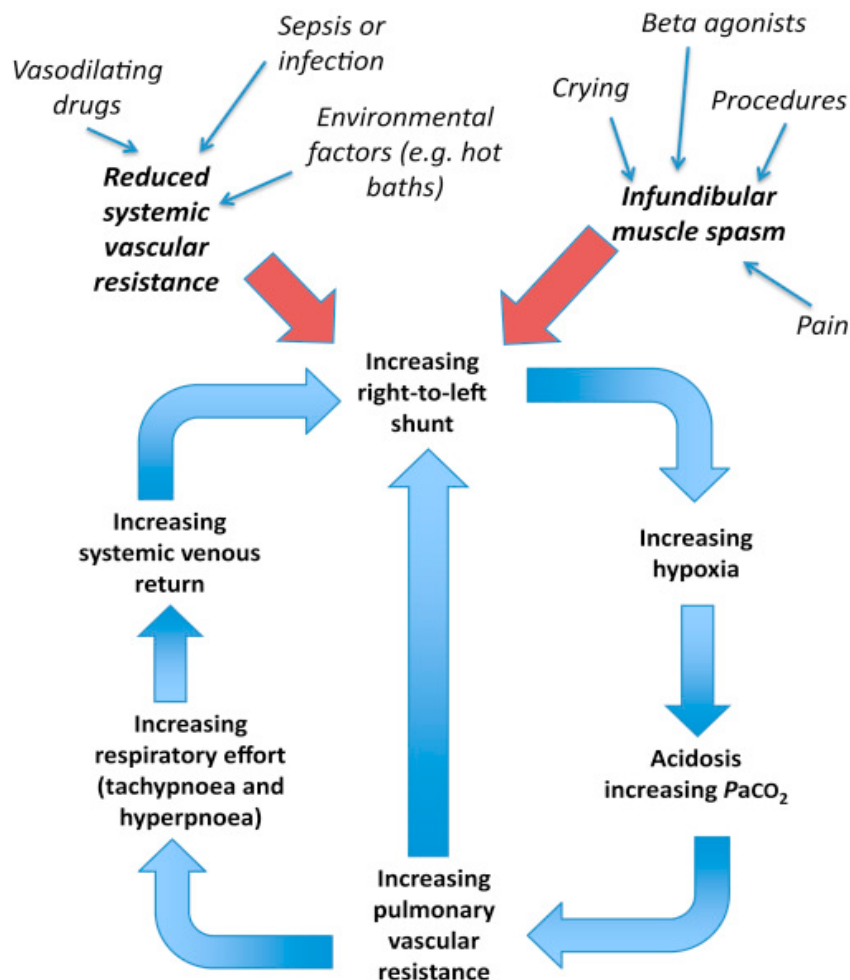 Vasodilating
drugs
Sepsis or
infection
Environmental
factors (e.g. hot
baths)
Reduced
systemic
vascular
resistance
Beta agonists
Crying
Procedures
Infundibular
muscle spasm
Pain
Increasing
right-to-left
shunt
Increasing
hypoxia
Acidosis
increasing PaCO₂
Increasing
pulmonary
vascular
resistance
Increasing
respiratory effort
(tachypnoea and
hyperpnoea)
Increasing
systemic venous
return